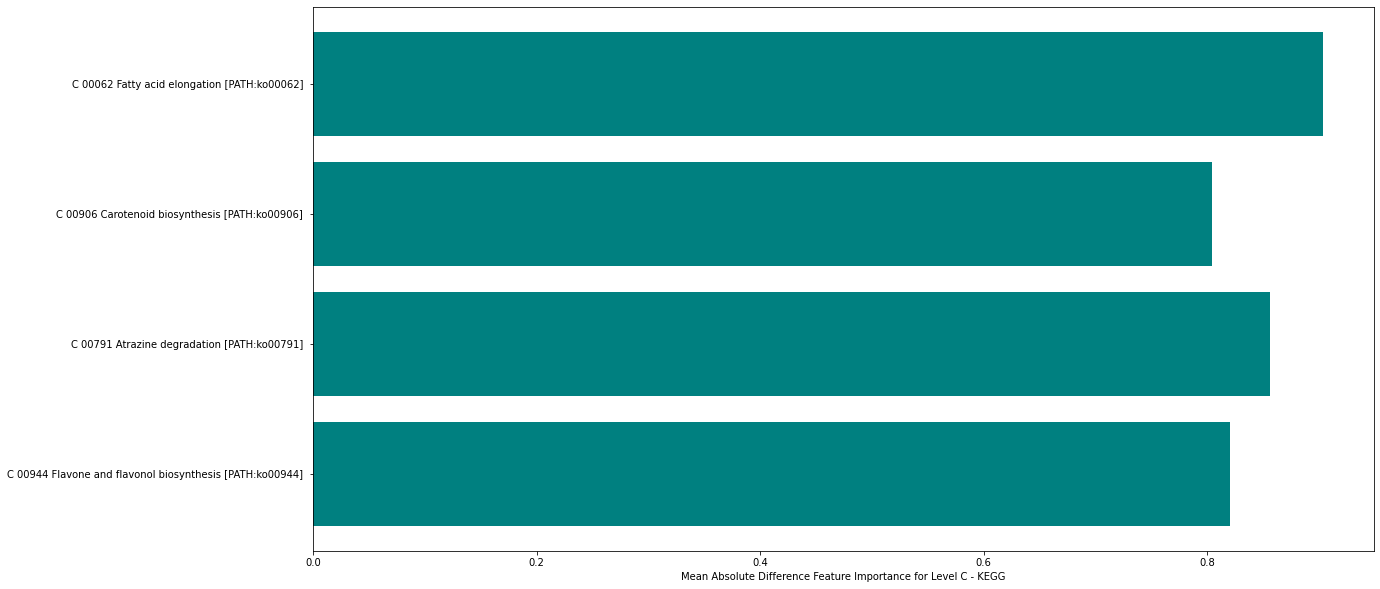 C 00062 Fatty acid elongation [PATH:ko00062]
C 00906 Carotenoid biosynthesis [PATH:ko00906]
C 00791 Atrazine degradation [PATH:ko00791]
C 00944 Flavone and flavonol biosynthesis [PATH:ko00944]
0.0 0.2 0.4 0.6 0.8
Mean Absolute Difference Feature Importance for Level C - KEGG